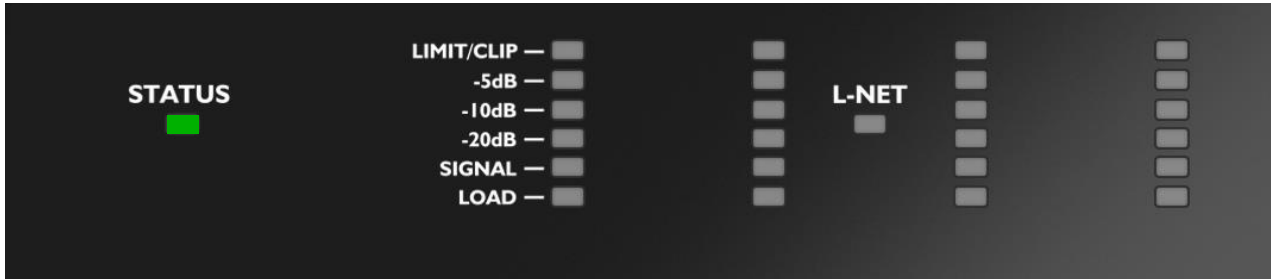 STATUS
LIMIT/CLIP
-5dB
-10dB
-20dB
SIGNAL
LOAD
L-NET